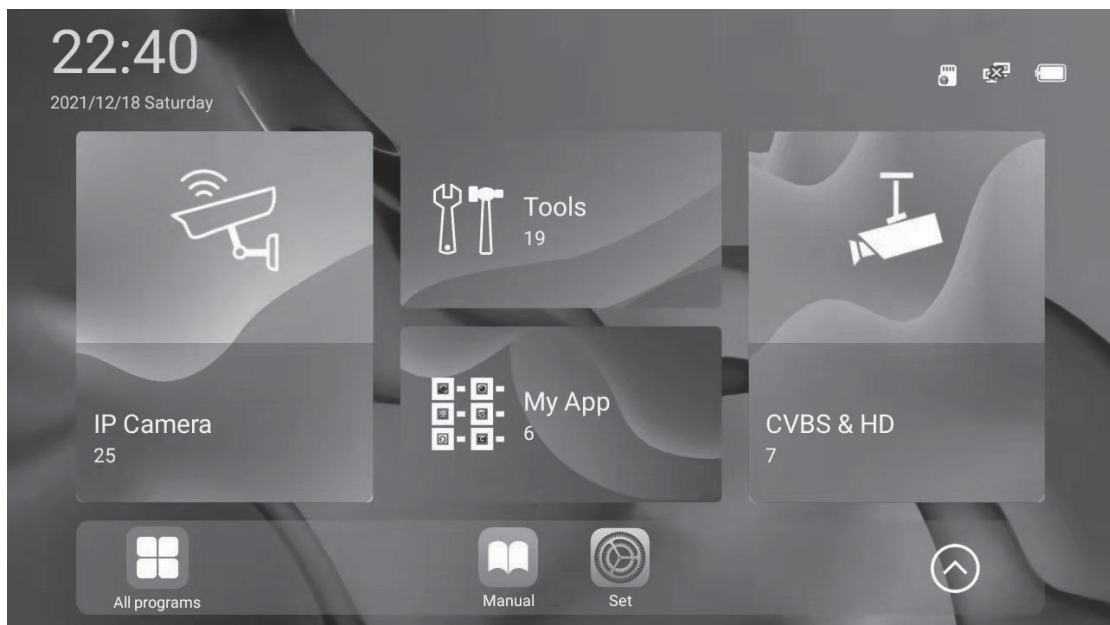 22:40
2021/12/18 Saturday
Tools
19
IP Camera
25
My App
6
CVBS & HD
7
All programs
Manual
Set